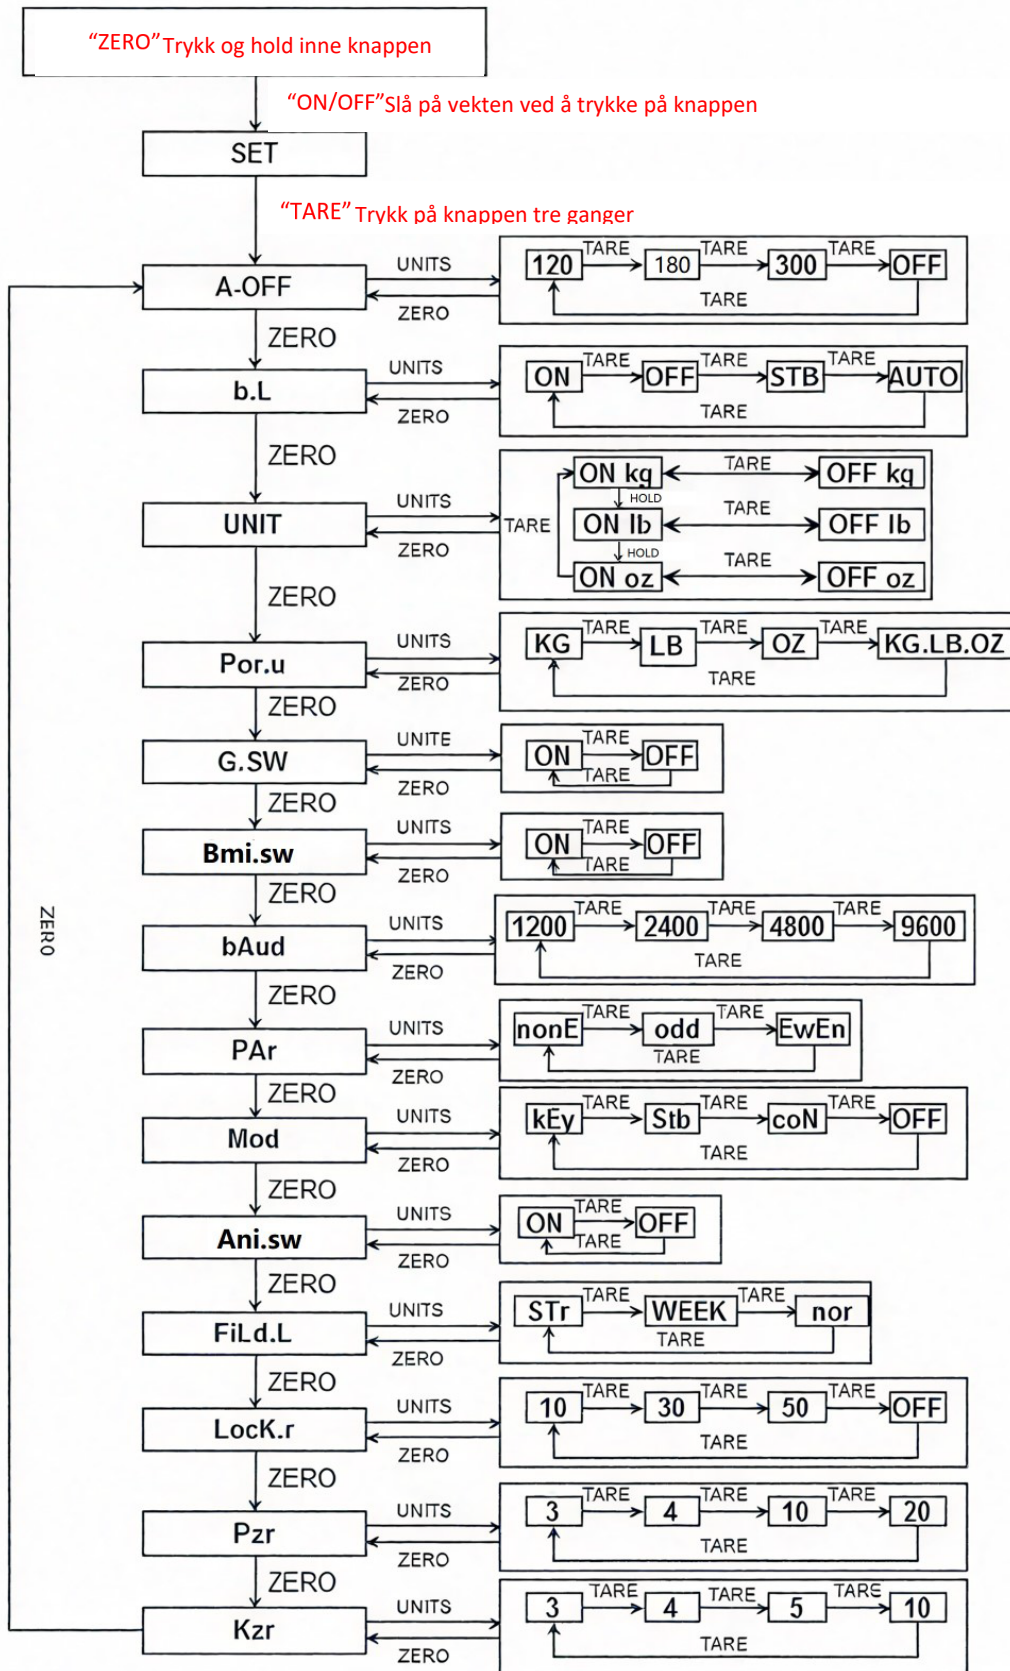 “ZERO” Trykk og hold inne knappen
“ON/OFF” Slå på vekten ved å trykke på knappen
SET
“TARE” Trykk på knappen tre ganger
A-OFF
UNITS
ZERO
120 TARE 180 TARE 300 TARE OFF
TARE
ZERO
b.L
UNITS
ZERO
ON TARE OFF TARE STB TARE AUTO
TARE
ZERO
UNIT
UNITS
ZERO
TARE
ON kg TARE OFF kg
HOLD
ON lb TARE OFF lb
HOLD
ON oz TARE OFF oz
ZERO
Por.u
UNITS
ZERO
KG TARE LB TARE OZ TARE KG.LB.OZ
TARE
ZERO
G.SW
UNITE
ZERO
ON TARE OFF
TARE
ZERO
Bmi.sw
UNITS
ZERO
ON TARE OFF
TARE
ZERO
bAud
UNITS
ZERO
1200 TARE 2400 TARE 4800 TARE 9600
TARE
ZERO
PAr
UNITS
ZERO
nonE TARE odd TARE EwEn
TARE
ZERO
Mod
UNITS
ZERO
kEy TARE Stb TARE coN TARE OFF
TARE
ZERO
Ani.sw
UNITS
ZERO
ON TARE OFF
TARE
ZERO
FiLd.L
UNITS
ZERO
STr TARE WEEK TARE nor
TARE
ZERO
LocK.r
UNITS
ZERO
10 TARE 30 TARE 50 TARE OFF
TARE
ZERO
Pzr
UNITS
ZERO
3 TARE 4 TARE 10 TARE 20
TARE
ZERO
Kzr
UNITS
ZERO
3 TARE 4 TARE 5 TARE 10
TARE
ZERO